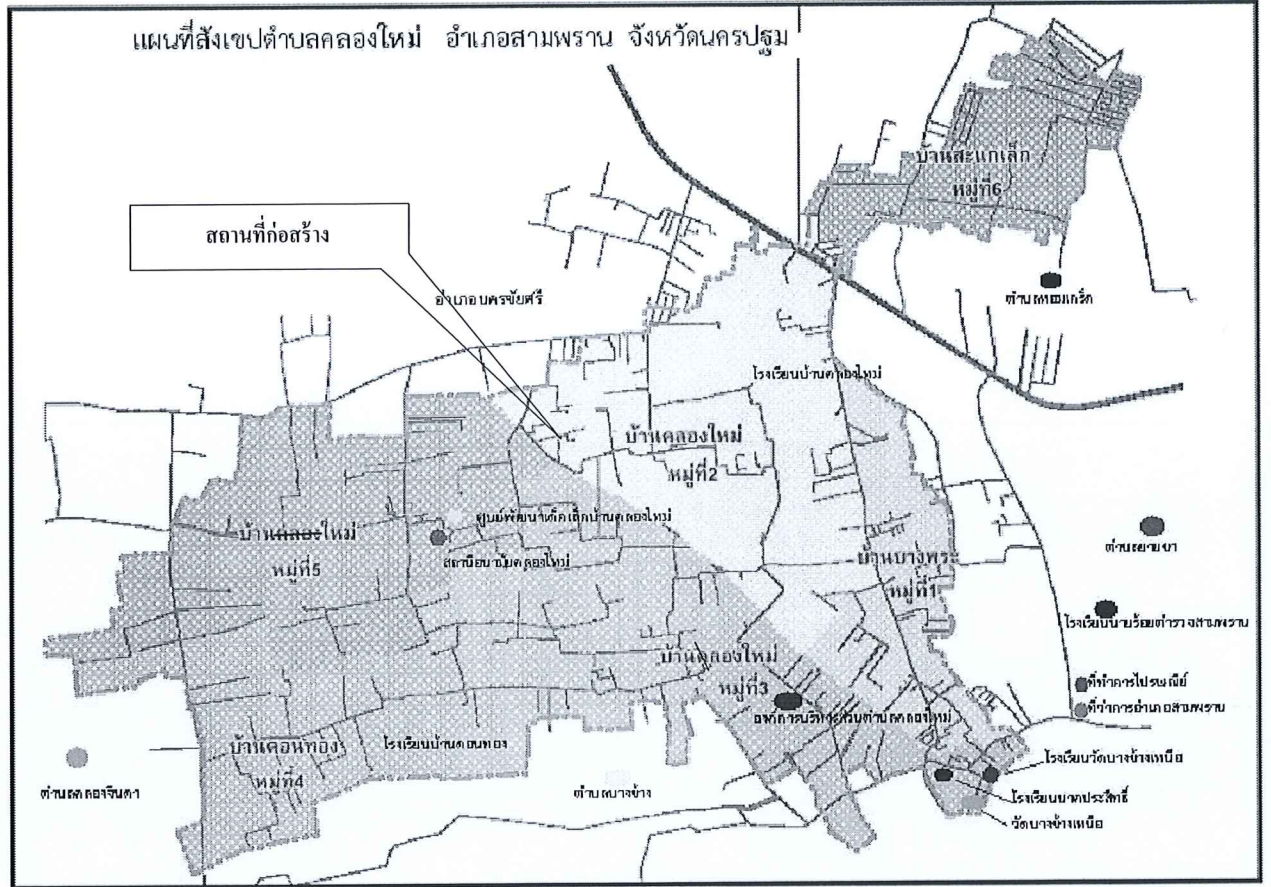 แผนที่สังเขปตำบลคลองใหม่ อำเภอสามพราน จังหวัดนครปฐม
บ้านสะแกเล็ก
หมู่ที่6
สถานที่ก่อสร้าง
อำเภอนครชัยศรี
ตำบลหอมเกร็ด
โรงเรียนบ้านคลองใหม่
บ้านคลองใหม่
หมู่ที่2
ศูนย์พัฒนาเด็กเล็กบ้านคลองใหม่
บ้านคลองใหม่
หมู่ที่5
สถานีอนามัยคลองใหม่
ตำบลยายชา
บ้านบางพระ
หมู่ที่1
โรงเรียนนายร้อยตำรวจสามพราน
บ้านคลองใหม่
หมู่ที่3
ที่ทำการไปรษณีย์
ที่ว่าการอำเภอสามพราน
องค์การบริหารส่วนตำบลคลองใหม่
บ้านดอนทอง
หมู่ที่4
โรงเรียนบ้านดอนทอง
โรงเรียนวัดบางช้างเหนือ
ตำบลคลองจินดา
ตำบลบางช้าง
โรงเรียนนาคประสิทธิ์
วัดบางช้างเหนือ